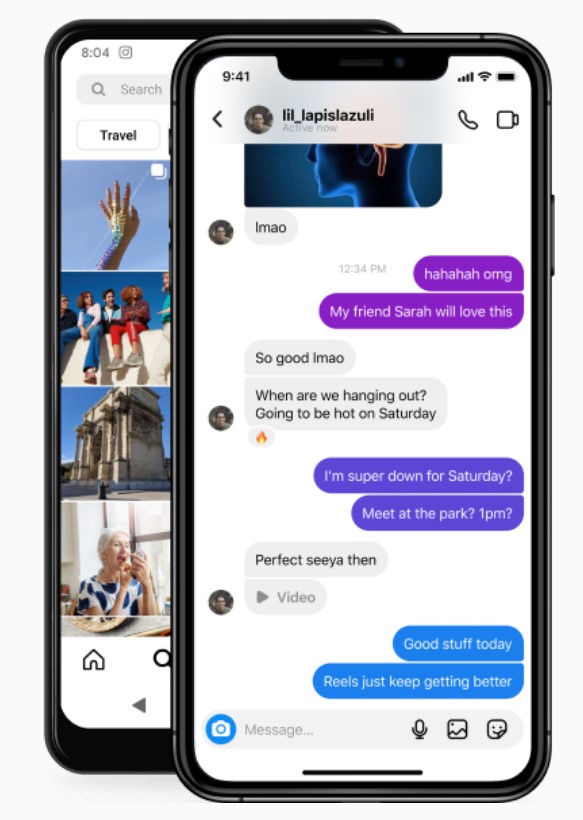 8:04
Search
Travel
9:41
lil_lapislazuli
Active now
lmao
12:34 PM
hahahah omg
My friend Sarah will love this
So good lmao
When are we hanging out?
Going to be hot on Saturday
I'm super down for Saturday?
Meet at the park? 1pm?
Perfect seeya then
Video
Good stuff today
Reels just keep getting better
Message...